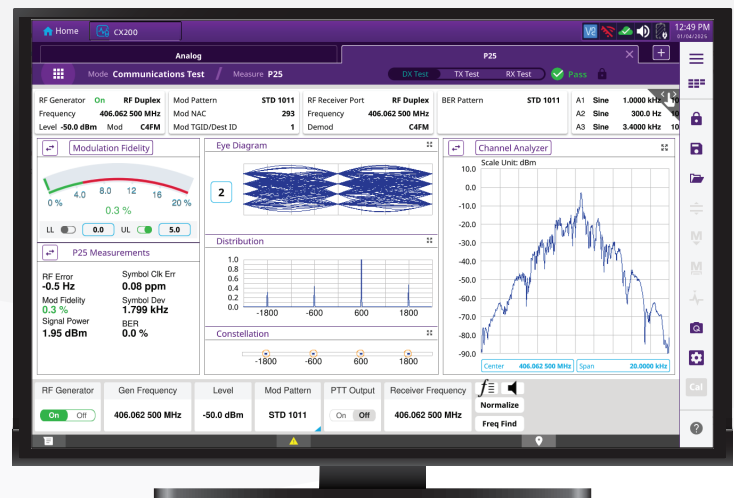 Home
CX200
V2
12:49 PM
01/04/2025
Analog
P25
×
+
Mode Communications Test / Measure P25
DX Test
TX Test
RX Test
Pass
RF Generator On RF Duplex
Frequency 406.062 500 MHz
Level -50.0 dBm Mod C4FM
Mod Pattern STD 1011
Mod NAC 293
Mod TGID/Dest ID 1
RF Receiver Port RF Duplex
Frequency 406.062 500 MHz
Demod C4FM
BER Pattern STD 1011
A1 Sine 1.0000 kHz 10
A2 Sine 300.0 Hz 10
A3 Sine 3.4000 kHz 10
Modulation Fidelity
0 % 4.0 8.0 12 16 20 %
0.3 %
LL 0.0 UL 5.0
P25 Measurements
RF Error
-0.5 Hz
Symbol Clk Err
0.08 ppm
Mod Fidelity
0.3 %
Symbol Dev
1.799 kHz
Signal Power
1.95 dBm
BER
0.0 %
Eye Diagram
2
Distribution
1.0
0.8
0.6
0.4
0.2
0.0
-1800 -600 600 1800
Constellation
-1800 -600 600 1800
Channel Analyzer
Scale Unit: dBm
10.0
0.0
-10.0
-20.0
-30.0
-40.0
-50.0
-60.0
-70.0
-80.0
-90.0
Center 406.062 500 MHz
Span 20.0000 kHz
RF Generator
On Off
Gen Frequency
406.062 500 MHz
Level
-50.0 dBm
Mod Pattern
STD 1011
PTT Output
On Off
Receiver Frequency
406.062 500 MHz
Normalize
Freq Find
M
M
Cal
?